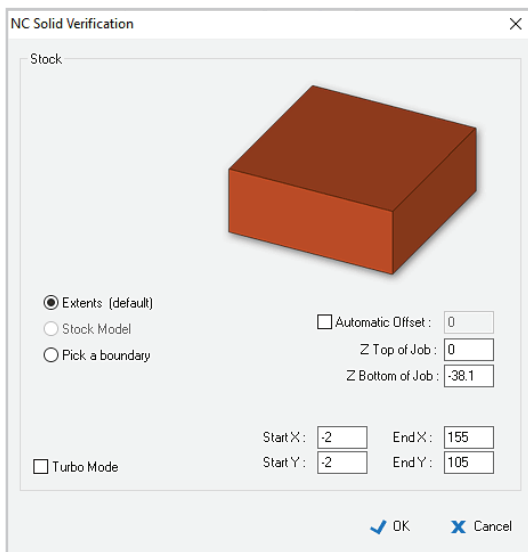 NC Solid Verification
Stock
Extents (default)
Stock Model
Pick a boundary
Automatic Offset : 0
Z Top of Job : 0
Z Bottom of Job : -38.1
Start X : -2 End X : 155
Start Y : -2 End Y : 105
Turbo Mode
OK Cancel